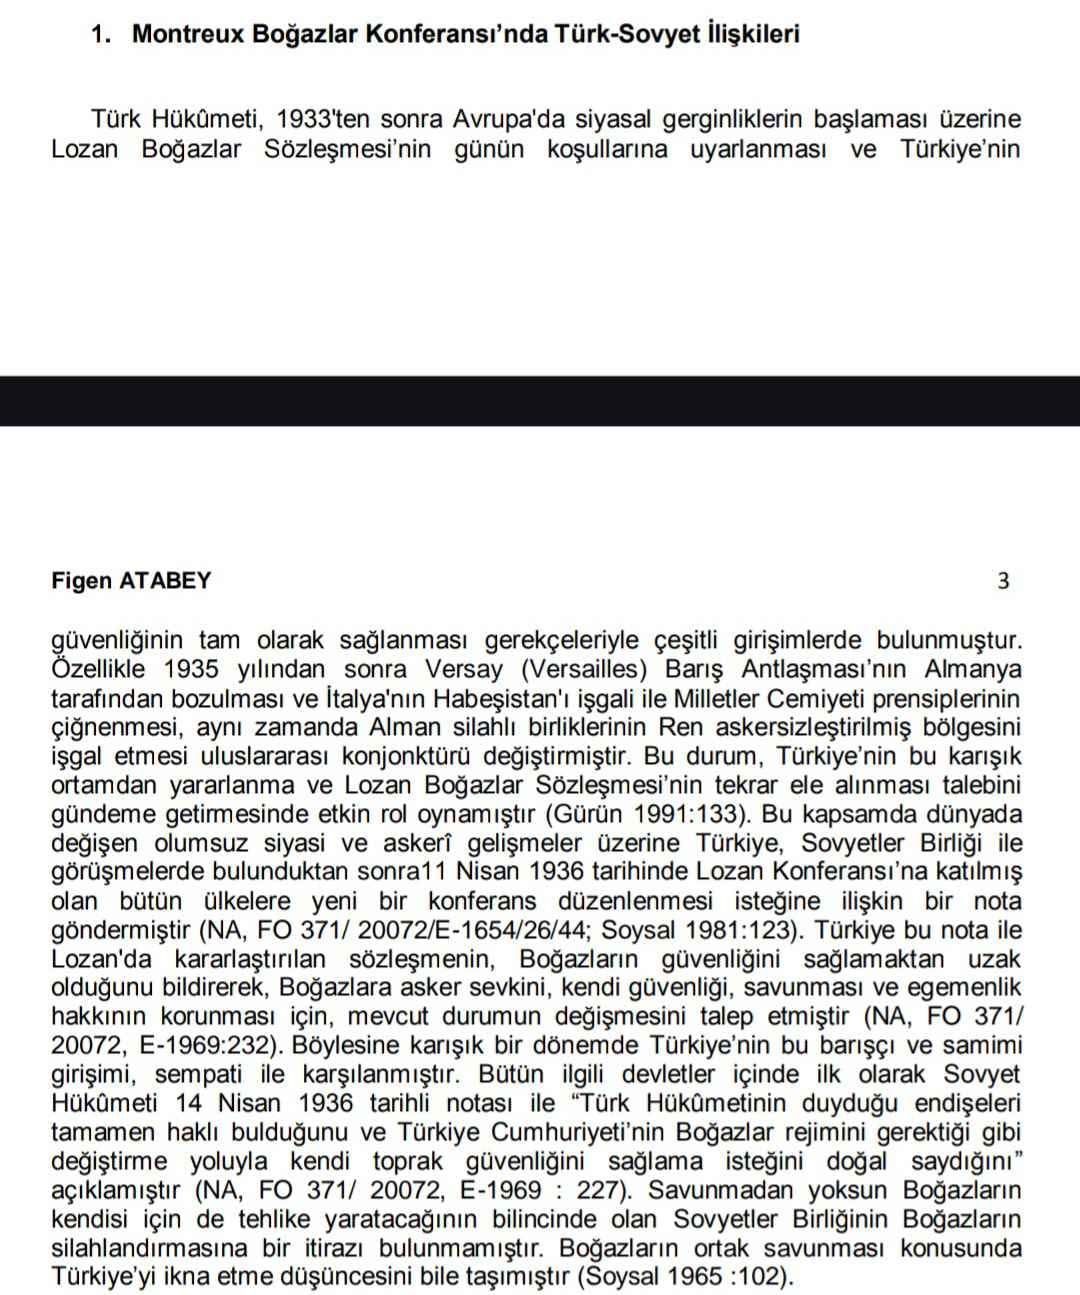 1. Montreux Boğazlar Konferansı’nda Türk-Sovyet İlişkileri
Türk Hükûmeti, 1933'ten sonra Avrupa'da siyasal gerginliklerin başlaması üzerine
Lozan Boğazlar Sözleşmesi’nin günün koşullarına uyarlanması ve Türkiye’nin
Figen ATABEY 3
güvenliğinin tam olarak sağlanması gerekçeleriyle çeşitli girişimlerde bulunmuştur.
Özellikle 1935 yılından sonra Versay (Versailles) Barış Antlaşması’nın Almanya
tarafından bozulması ve İtalya'nın Habeşistan'ı işgali ile Milletler Cemiyeti prensiplerinin
çiğnenmesi, aynı zamanda Alman silahlı birliklerinin Ren askersizleştirilmiş bölgesini
işgal etmesi uluslararası konjonktürü değiştirmiştir. Bu durum, Türkiye’nin bu karışık
ortamdan yararlanma ve Lozan Boğazlar Sözleşmesi’nin tekrar ele alınması talebini
gündeme getirmesinde etkin rol oynamıştır (Gürün 1991:133). Bu kapsamda dünyada
değişen olumsuz siyasi ve askerî gelişmeler üzerine Türkiye, Sovyetler Birliği ile
görüşmelerde bulunduktan sonra11 Nisan 1936 tarihinde Lozan Konferansı’na katılmış
olan bütün ülkelere yeni bir konferans düzenlenmesi isteğine ilişkin bir nota
göndermiştir (NA, FO 371/ 20072/E-1654/26/44; Soysal 1981:123). Türkiye bu nota ile
Lozan'da kararlaştırılan sözleşmenin, Boğazların güvenliğini sağlamaktan uzak
olduğunu bildirerek, Boğazlara asker sevkini, kendi güvenliği, savunması ve egemenlik
hakkının korunması için, mevcut durumun değişmesini talep etmiştir (NA, FO 371/
20072, E-1969:232). Böylesine karışık bir dönemde Türkiye’nin bu barışçı ve samimi
girişimi, sempati ile karşılanmıştır. Bütün ilgili devletler içinde ilk olarak Sovyet
Hükûmeti 14 Nisan 1936 tarihli notası ile “Türk Hükûmetinin duyduğu endişeleri
tamamen haklı bulduğunu ve Türkiye Cumhuriyeti’nin Boğazlar rejimini gerektiği gibi
değiştirme yoluyla kendi toprak güvenliğini sağlama isteğini doğal saydığını”
açıklamıştır (NA, FO 371/ 20072, E-1969 : 227). Savunmadan yoksun Boğazların
kendisi için de tehlike yaratacağının bilincinde olan Sovyetler Birliğinin Boğazların
silahlandırmasına bir itirazı bulunmamıştır. Boğazların ortak savunması konusunda
Türkiye’yi ikna etme düşüncesini bile taşımıştır (Soysal 1965 :102).